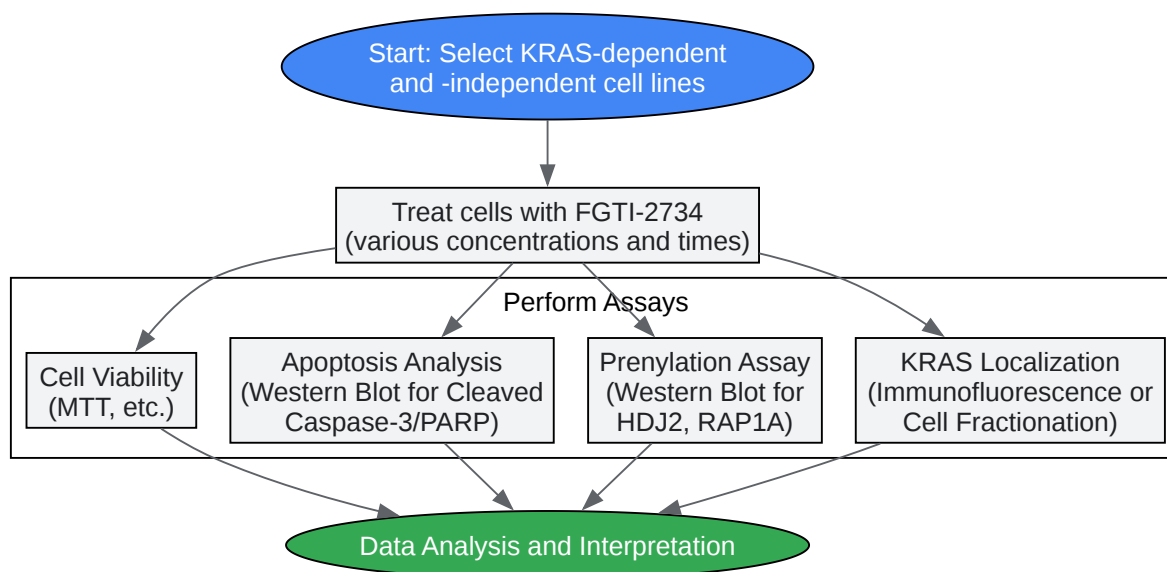 Start: Select KRAS-dependent
and -independent cell lines
Treat cells with FGTI-2734
(various concentrations and times)
Perform Assays
Cell Viability
(MTT, etc.)
Apoptosis Analysis
(Western Blot for Cleaved
Caspase-3/PARP)
Prenylation Assay
(Western Blot for
HDJ2, RAP1A)
KRAS Localization
(Immunofluorescence or
Cell Fractionation)
Data Analysis and Interpretation